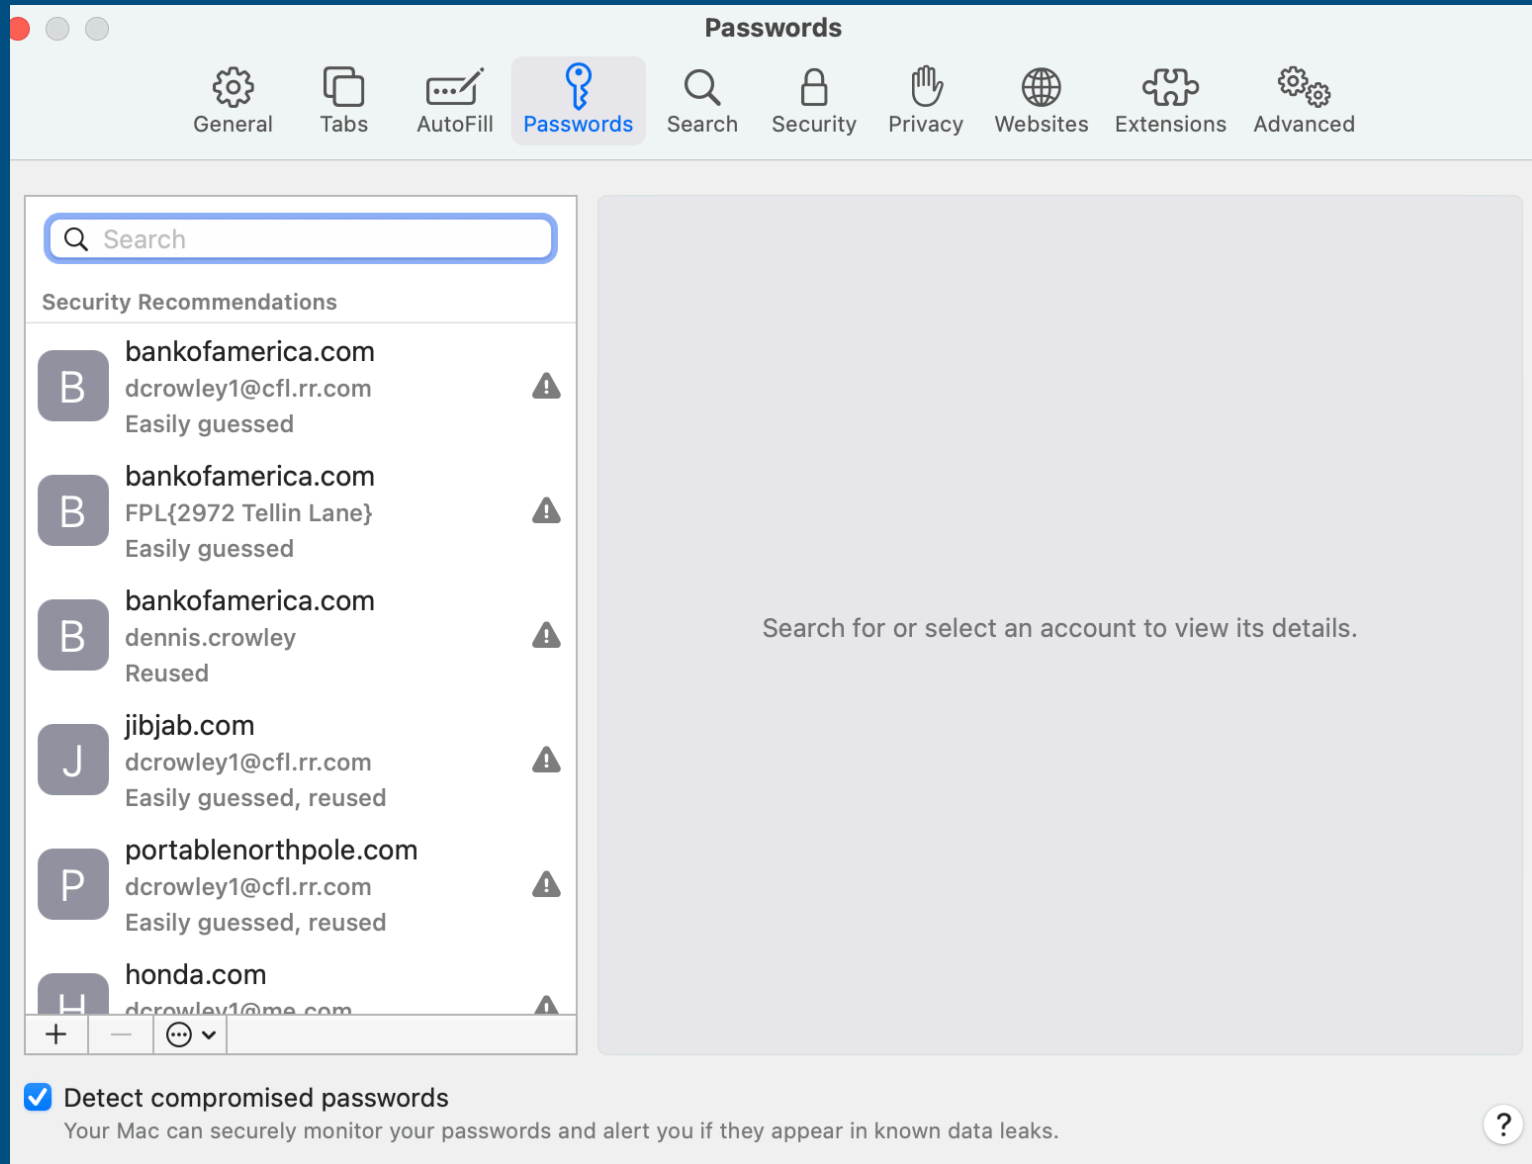 Passwords
General
Tabs
AutoFill
Passwords
Search
Security
Privacy
Websites
Extensions
Advanced
Search
Security Recommendations
B
bankofamerica.com
dcrowley1@cfl.rr.com
Easily guessed
B
bankofamerica.com
FPL{2972 Tellin Lane}
Easily guessed
B
bankofamerica.com
dennis.crowley
Reused
J
jibjab.com
dcrowley1@cfl.rr.com
Easily guessed, reused
P
portablenorthpole.com
dcrowley1@cfl.rr.com
Easily guessed, reused
H
honda.com
dcrowley1@me.com
Search for or select an account to view its details.
Detect compromised passwords
Your Mac can securely monitor your passwords and alert you if they appear in known data leaks.
?